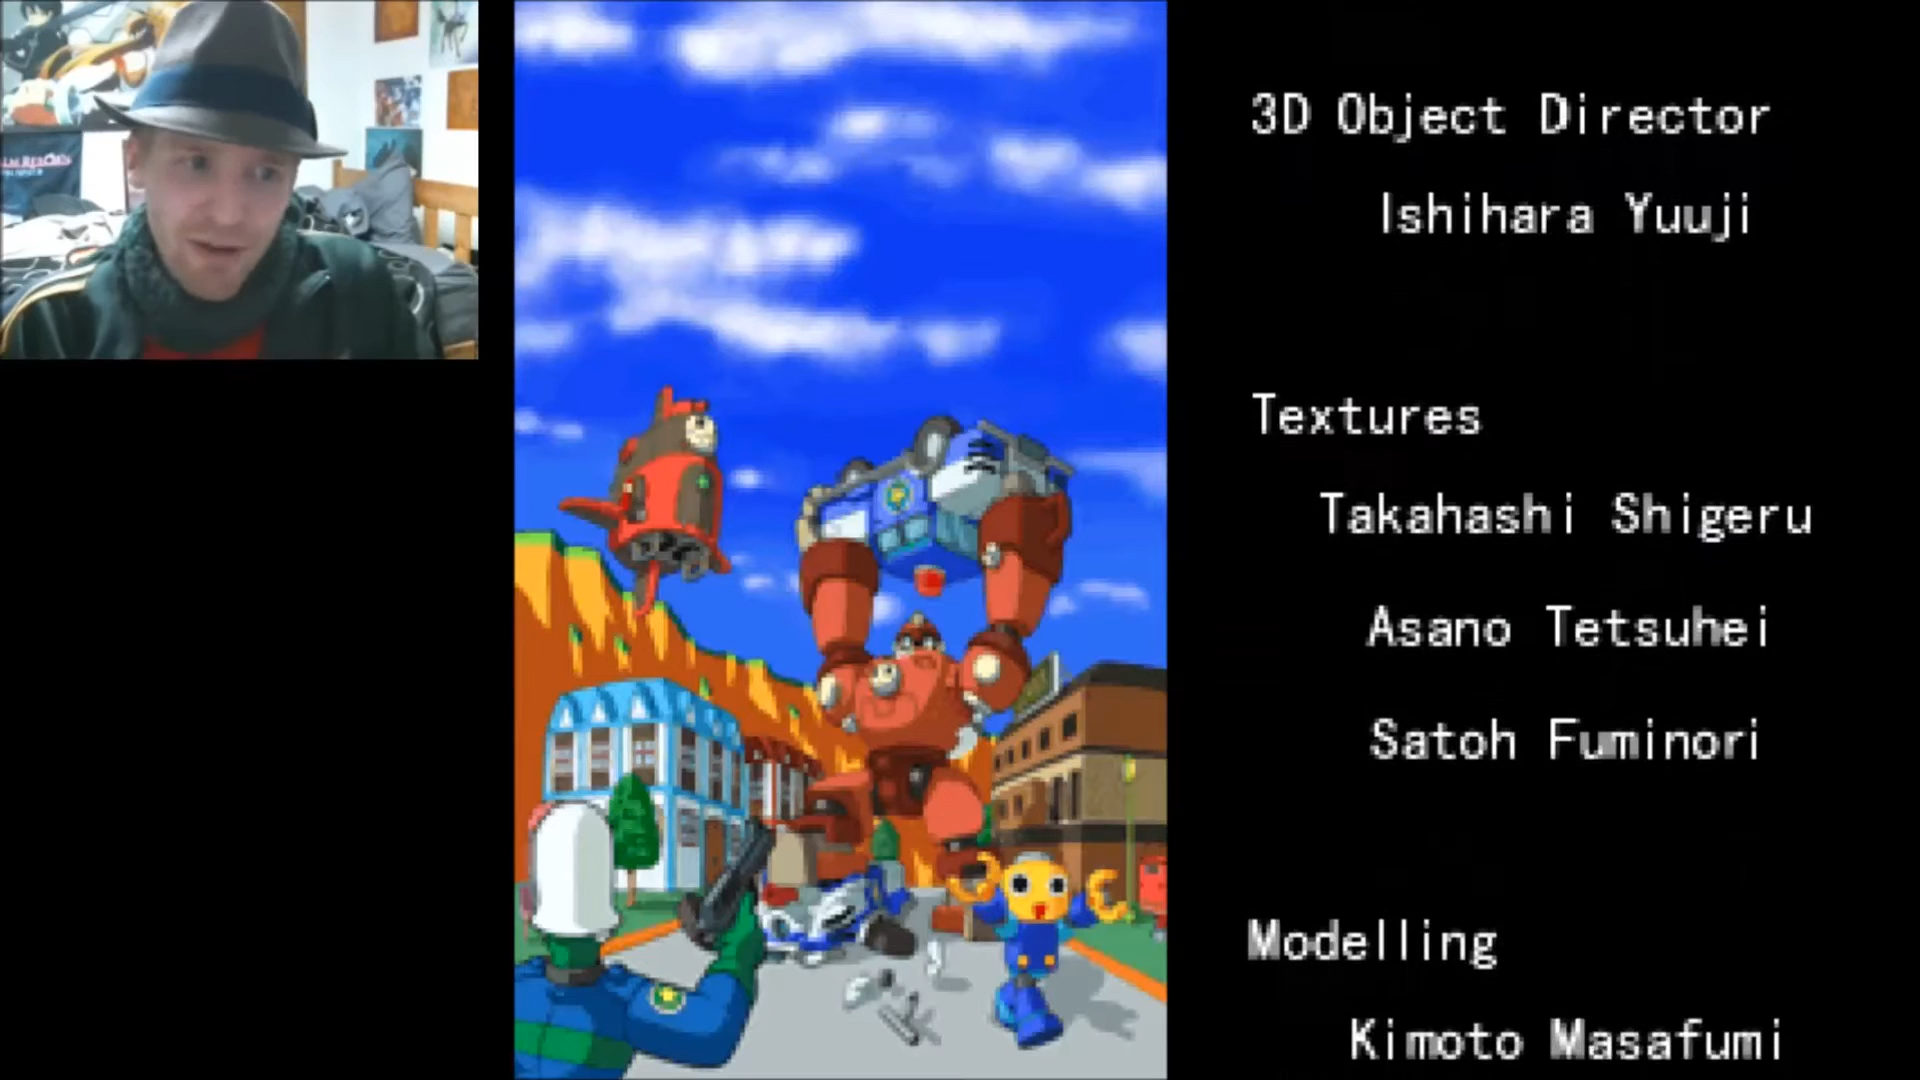 3D Object Director
Ishihara Yuuji
Textures
Takahashi Shigeru
Asano Tetsuhei
Satoh Fuminori
Modelling
Kimoto Masafumi